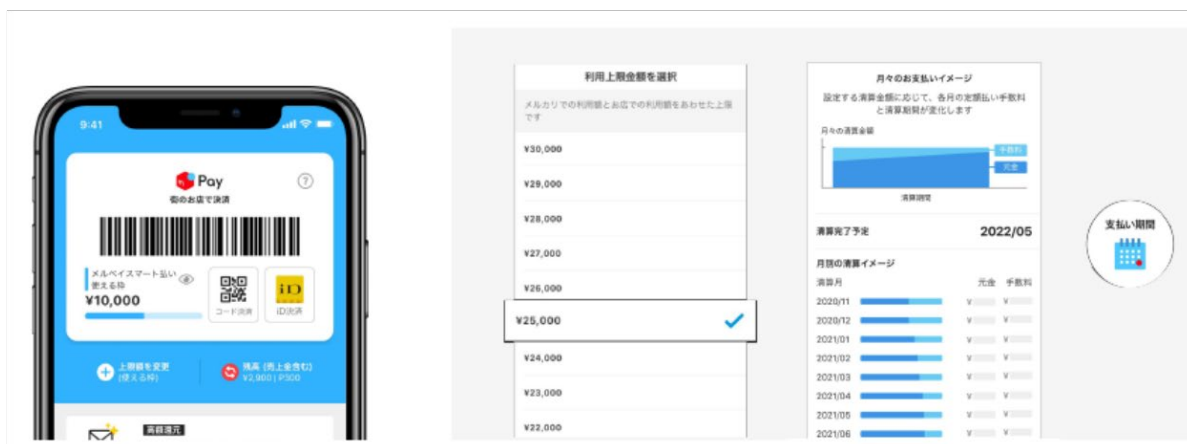 9:41
Pay
街のお店で決済
メルペイスマート払い
使える枠
¥10,000
コード決済
iD
iD決済
上限額を変更
(使える枠)
残高 (売上金含む)
¥2,900 | P500
高額還元
利用上限金額を選択
メルカリでの利用額とお店での利用額をあわせた上限
です
¥30,000
¥29,000
¥28,000
¥27,000
¥26,000
¥25,000
¥24,000
¥23,000
¥22,000
月々のお支払いイメージ
設定する清算金額に応じて、各月の定額払い手数料
と清算期間が変化します
月々の清算金額
手数料
元金
清算期間
清算完了予定 2022/05
月別の清算イメージ
清算月 元金 手数料
2020/11 ¥ ¥
2020/12 ¥ ¥
2021/01 ¥ ¥
2021/02 ¥ ¥
2021/03 ¥ ¥
2021/04 ¥ ¥
2021/05 ¥ ¥
2021/06 ¥ ¥
支払い期間